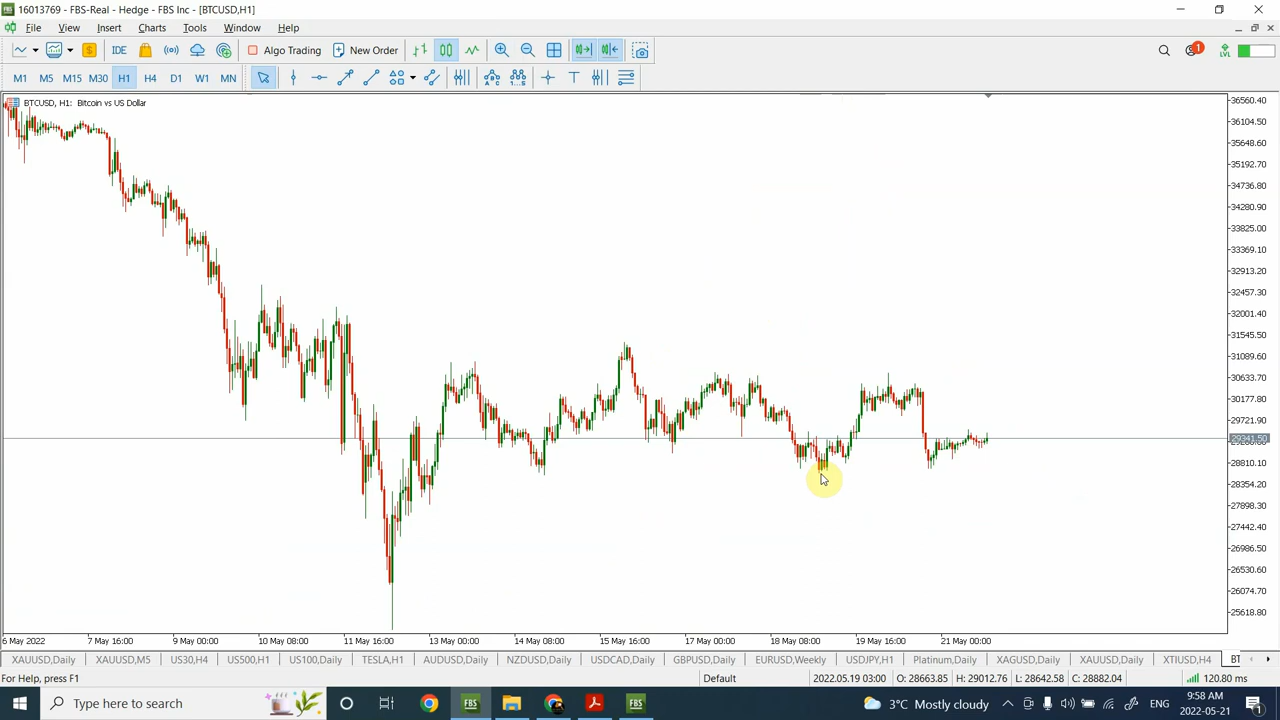 16013769 - FBS-Real - Hedge - FBS Inc - [BTCUSD,H1]
File View Insert Charts Tools Window Help
IDE Algo Trading New Order 1 LVL
M1 M5 M15 M30 H1 H4 D1 W1 MN
BTCUSD, H1: Bitcoin vs US Dollar
36560.40
36104.50
35648.60
35192.70
34736.80
34280.90
33825.00
33369.10
32913.20
32457.30
32001.40
31545.50
31089.60
30633.70
30177.80
29721.90
29341.50
28810.10
28354.20
27898.30
27442.40
26986.50
26530.60
26074.70
25618.80
6 May 2022 7 May 16:00 9 May 00:00 10 May 08:00 11 May 16:00 13 May 00:00 14 May 08:00 15 May 16:00 17 May 00:00 18 May 08:00 19 May 16:00 21 May 00:00
XAUUSD,Daily XAUUSD,M5 US30,H4 US500,H1 US100,Daily TESLA,H1 AUDUSD,Daily NZDUSD,Daily USDCAD,Daily GBPUSD,Daily EURUSD,Weekly USDJPY,H1 Platinum,Daily XAGUSD,Daily XAUUSD,Daily XTIUSD,H4 BT
For Help, press F1 Default 2022.05.19 03:00 O: 28663.85 H: 29012.76 L: 28642.58 C: 28882.04 120.80 ms
Type here to search FBS FBS 3°C Mostly cloudy ENG 9:58 AM
2022-05-21 1